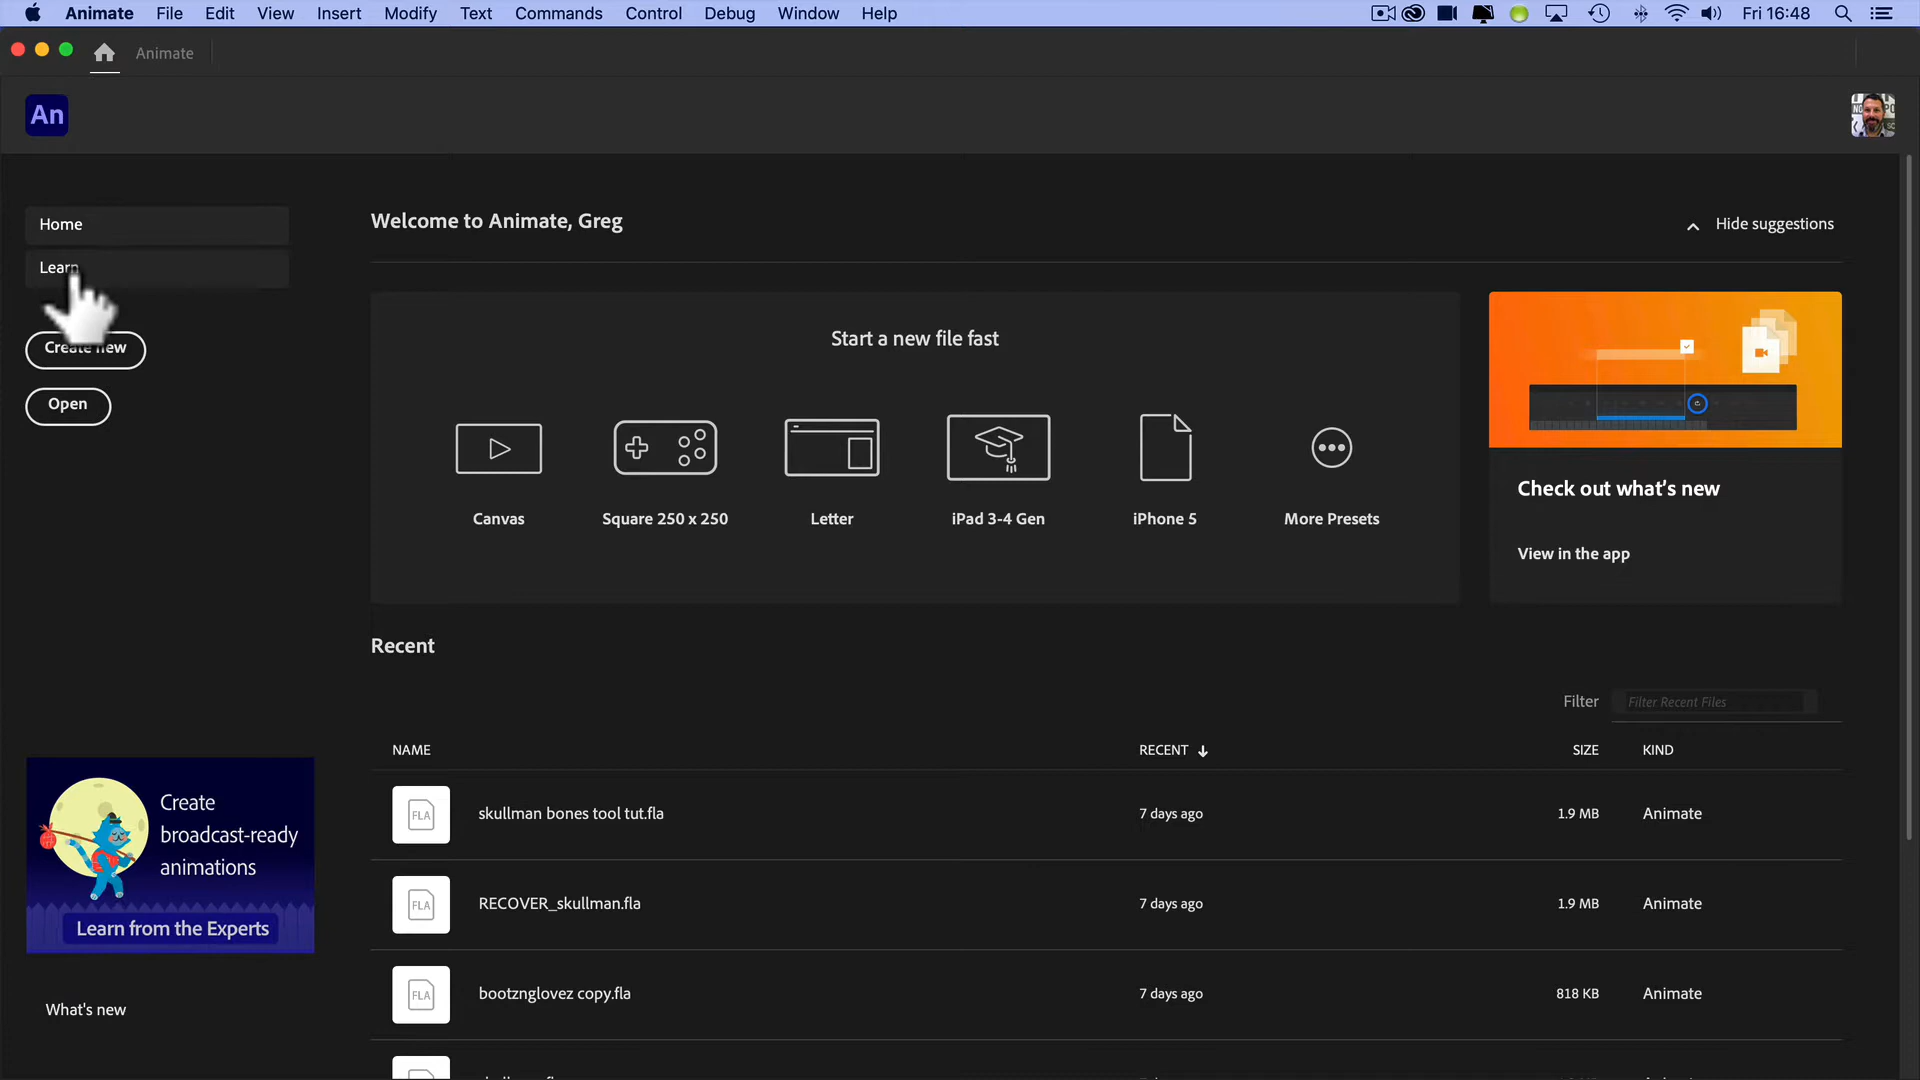 Animate File Edit View Insert Modify Text Commands Control Debug Window Help Fri 16:48
Animate
An
Home
Learn
Create new
Open
Welcome to Animate, Greg
Hide suggestions
Start a new file fast
Canvas
Square 250 x 250
Letter
iPad 3-4 Gen
iPhone 5
More Presets
Check out what's new
View in the app
Recent
Filter Filter Recent Files
NAME RECENT SIZE KIND
FLA skullman bones tool tut.fla 7 days ago 1.9 MB Animate
FLA RECOVER_skullman.fla 7 days ago 1.9 MB Animate
FLA bootznglovez copy.fla 7 days ago 818 KB Animate
Create
broadcast-ready
animations
Learn from the Experts
What's new